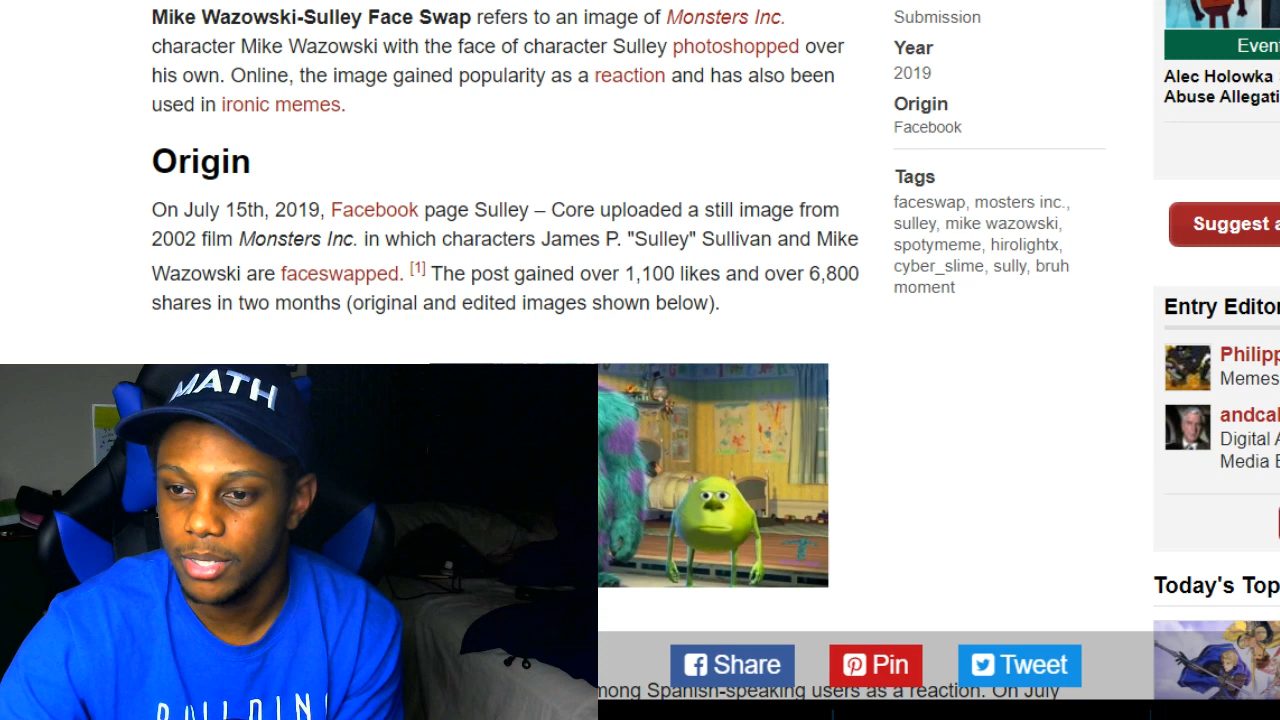 Mike Wazowski-Sulley Face Swap refers to an image of Monsters Inc.
character Mike Wazowski with the face of character Sulley photoshopped over
his own. Online, the image gained popularity as a reaction and has also been
used in ironic memes.
Origin
On July 15th, 2019, Facebook page Sulley – Core uploaded a still image from
2002 film Monsters Inc. in which characters James P. "Sulley" Sullivan and Mike
Wazowski are faceswapped. [1] The post gained over 1,100 likes and over 6,800
shares in two months (original and edited images shown below).
MATH
BUILDING
Share
Pin
Tweet
mong Spanish-speaking users as a reaction. On July
Submission
Year
2019
Origin
Facebook
Tags
faceswap, mosters inc.,
sulley, mike wazowski,
spotymeme, hirolightx,
cyber_slime, sully, bruh
moment
Even
Alec Holowka
Abuse Allegati
Suggest a
Entry Editor
Philipp
Memes
andcal
Digital A
Media E
Today's Top